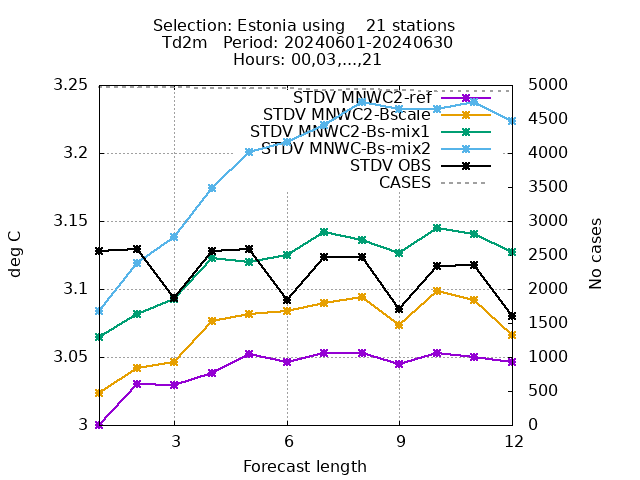 Selection: Estonia using    21 stations
Td2m   Period: 20240601-20240630
Hours: 00,03,...,21
STDV MNWC2-ref
STDV MNWC2-Bscale
STDV MNWC2-Bs-mix1
STDV MNWC-Bs-mix2
STDV OBS
CASES
3.25
3.2
3.15
3.1
3.05
3
deg C
5000
4500
4000
3500
3000
2500
2000
1500
1000
500
0
No cases
3 6 9 12
Forecast length